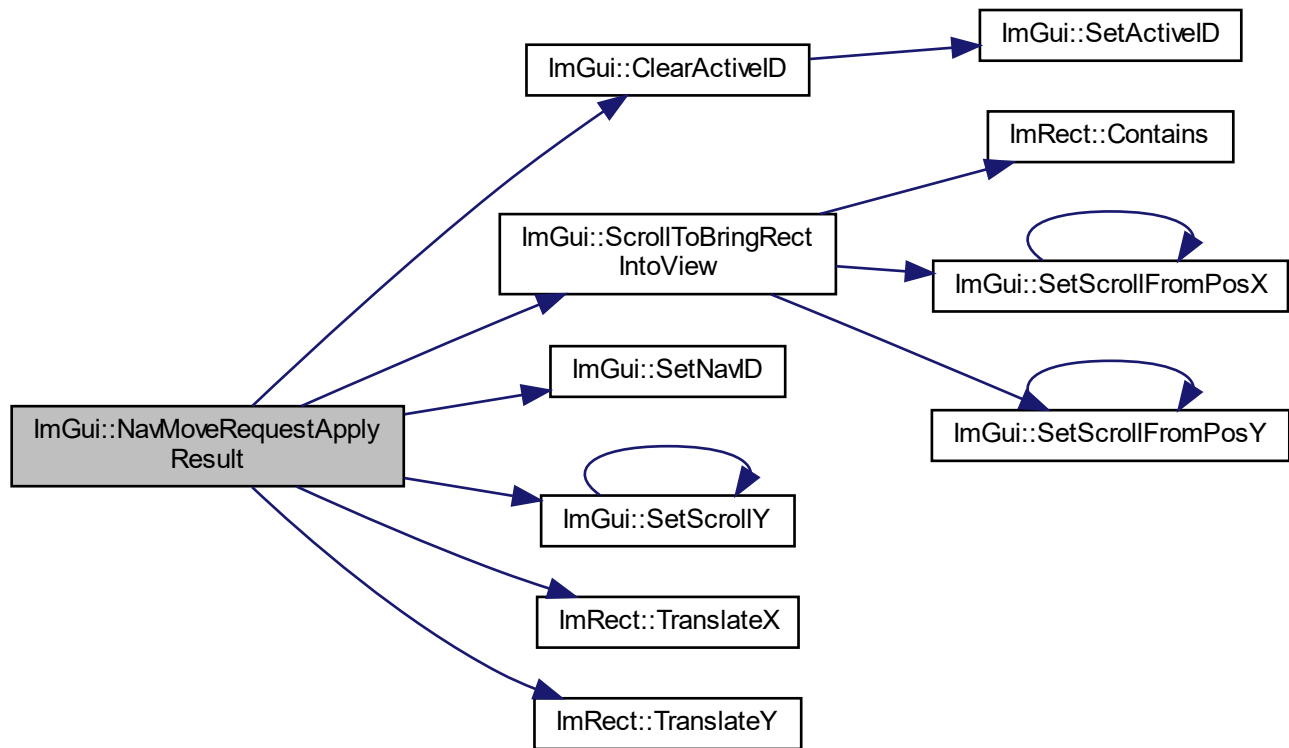 ImGui::NavMoveRequestApply
Result
ImGui::ClearActiveID
ImGui::SetActiveID
ImGui::ScrollToBringRect
IntoView
ImRect::Contains
ImGui::SetScrollFromPosX
ImGui::SetScrollFromPosY
ImGui::SetNavID
ImGui::SetScrollY
ImRect::TranslateX
ImRect::TranslateY